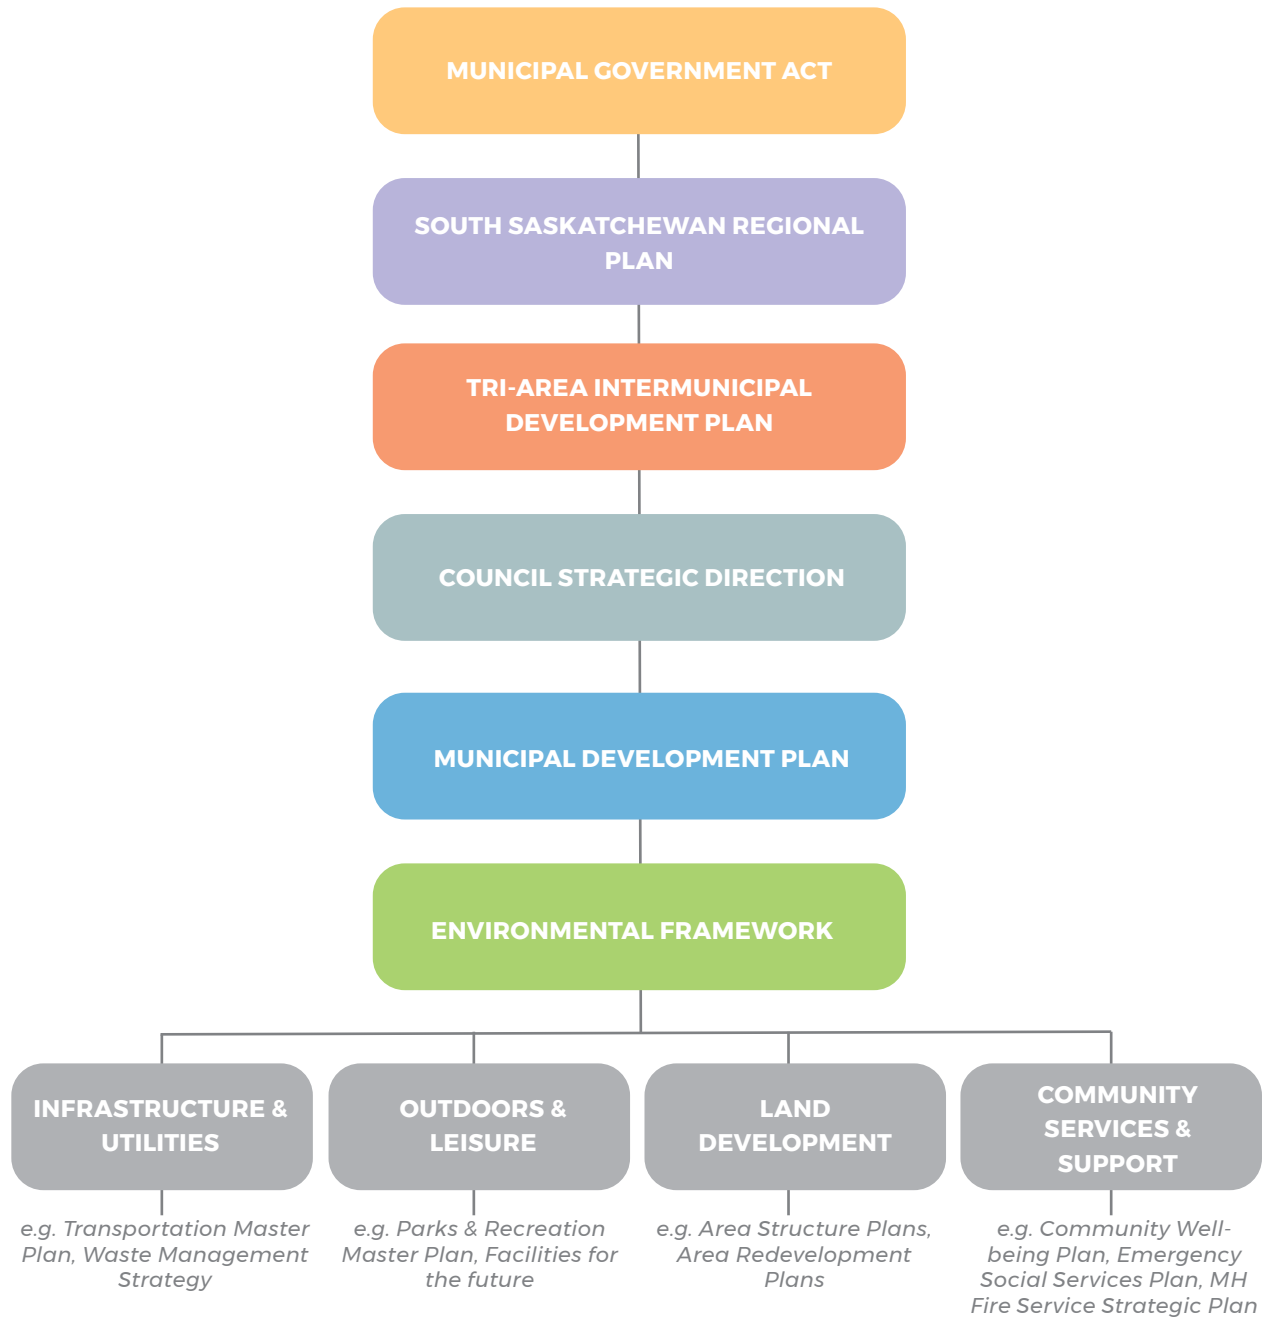 MUNICIPAL GOVERNMENT ACT
SOUTH SASKATCHEWAN REGIONAL
PLAN
TRI-AREA INTERMUNICIPAL
DEVELOPMENT PLAN
COUNCIL STRATEGIC DIRECTION
MUNICIPAL DEVELOPMENT PLAN
ENVIRONMENTAL FRAMEWORK
INFRASTRUCTURE &
UTILITIES
e.g. Transportation Master
Plan, Waste Management
Strategy
OUTDOORS &
LEISURE
e.g. Parks & Recreation
Master Plan, Facilities for
the future
LAND
DEVELOPMENT
e.g. Area Structure Plans,
Area Redevelopment
Plans
COMMUNITY
SERVICES &
SUPPORT
e.g. Community Well-
being Plan, Emergency
Social Services Plan, MH
Fire Service Strategic Plan